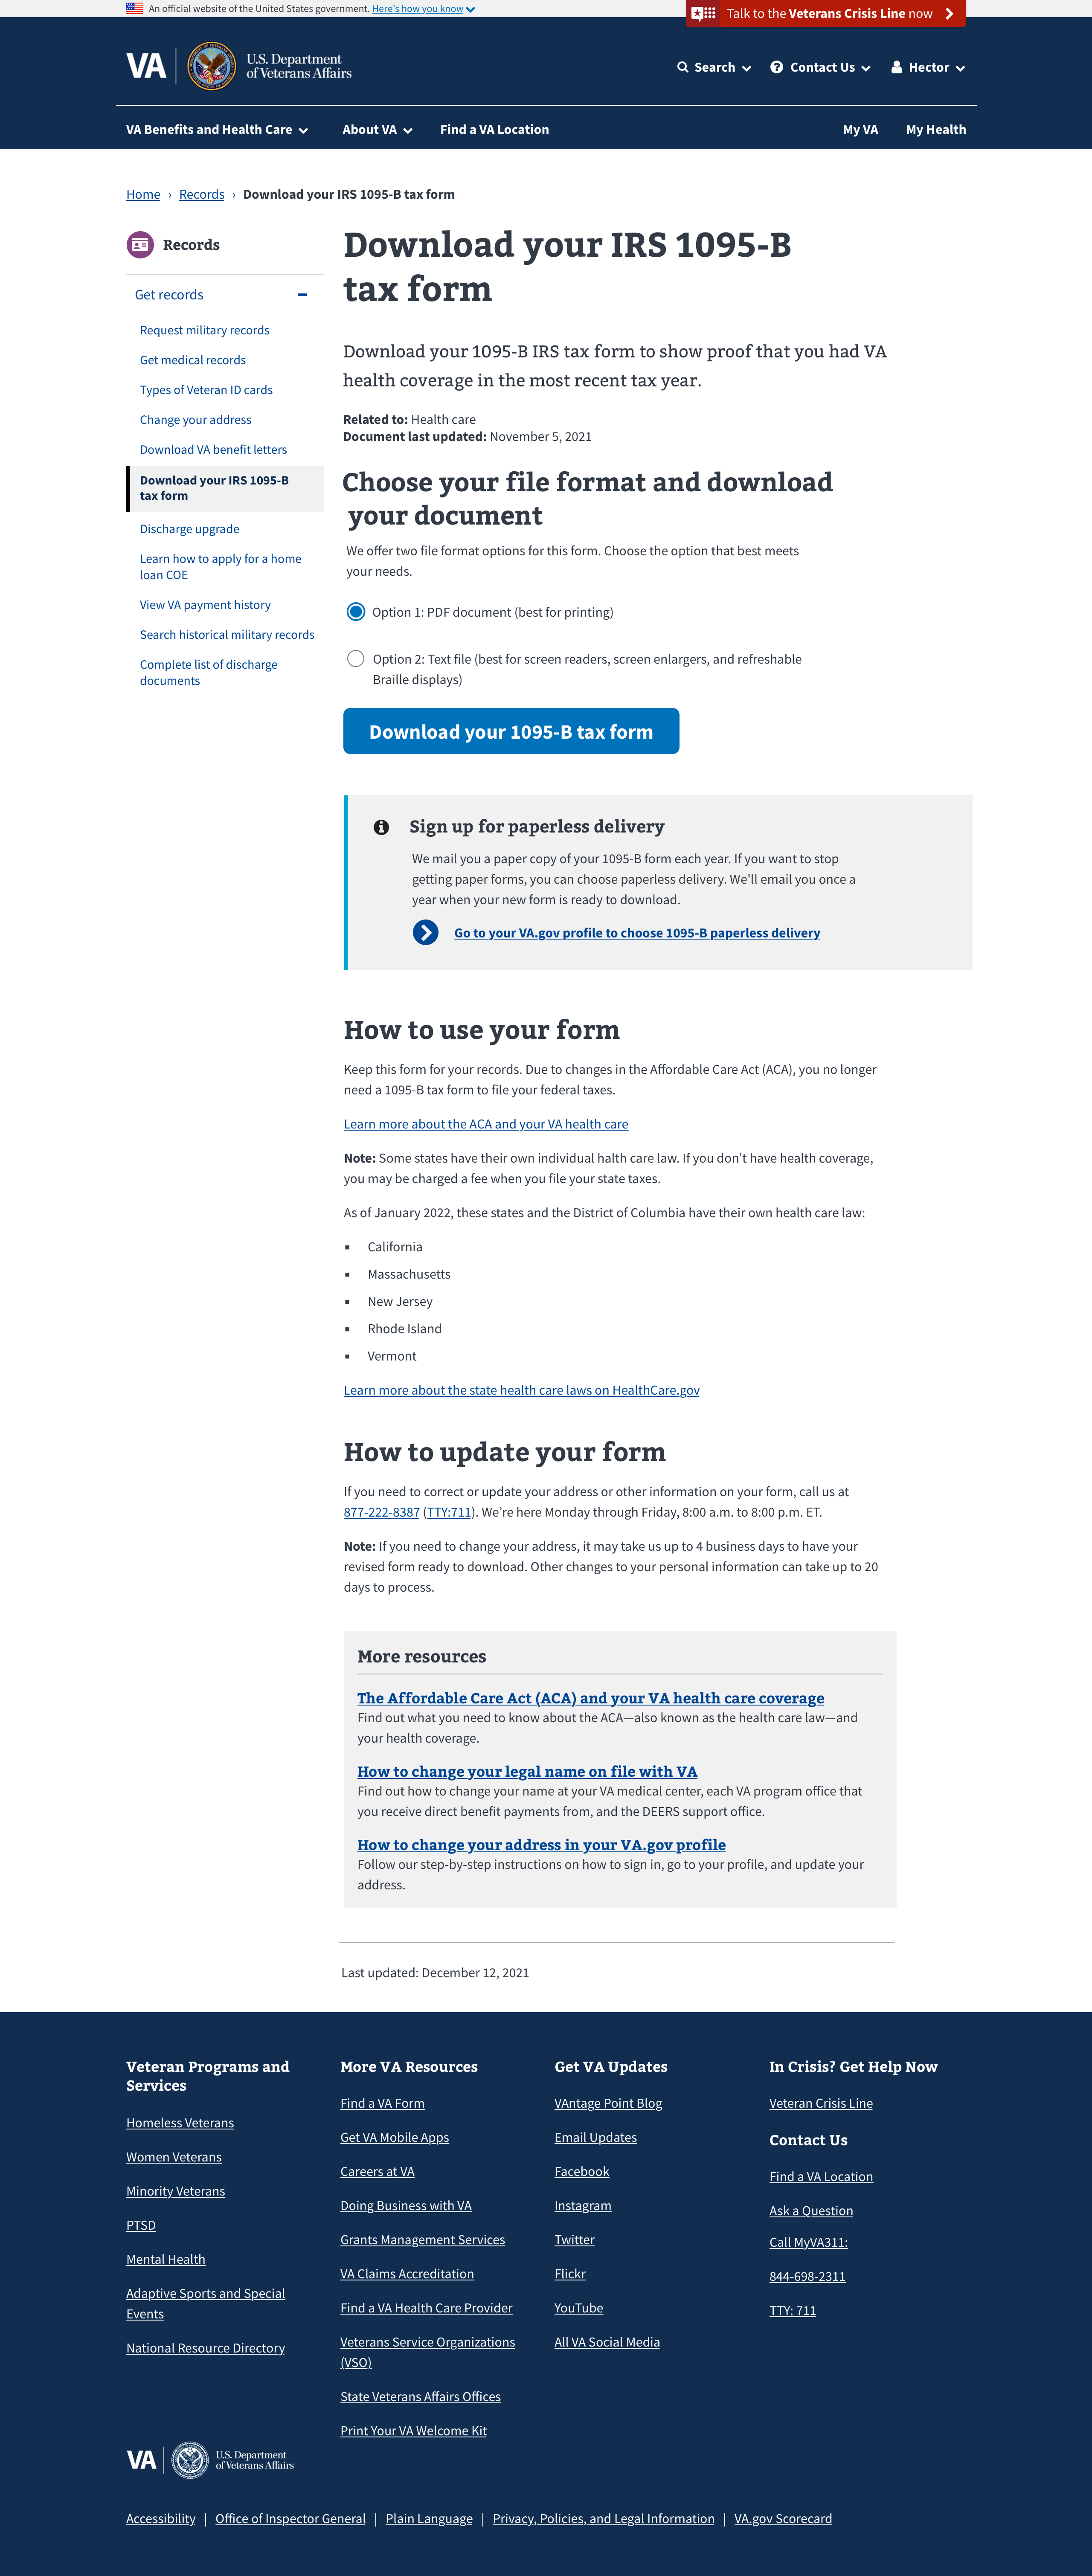 An official website of the United States government. Here's how you know
Talk to the Veterans Crisis Line now
VA
U.S. Department
of Veterans Affairs
Search
Contact Us
Hector
VA Benefits and Health Care
About VA
Find a VA Location
My VA
My Health
Home › Records › Download your IRS 1095-B tax form
Records
Get records
Request military records
Get medical records
Types of Veteran ID cards
Change your address
Download VA benefit letters
Download your IRS 1095-B
tax form
Discharge upgrade
Learn how to apply for a home
loan COE
View VA payment history
Search historical military records
Complete list of discharge
documents
Download your IRS 1095-B
tax form
Download your 1095-B IRS tax form to show proof that you had VA
health coverage in the most recent tax year.
Related to: Health care
Document last updated: November 5, 2021
Choose your file format and download
your document
We offer two file format options for this form. Choose the option that best meets
your needs.
Option 1: PDF document (best for printing)
Option 2: Text file (best for screen readers, screen enlargers, and refreshable
Braille displays)
Download your 1095-B tax form
Sign up for paperless delivery
We mail you a paper copy of your 1095-B form each year. If you want to stop
getting paper forms, you can choose paperless delivery. We'll email you once a
year when your new form is ready to download.
Go to your VA.gov profile to choose 1095-B paperless delivery
How to use your form
Keep this form for your records. Due to changes in the Affordable Care Act (ACA), you no longer
need a 1095-B tax form to file your federal taxes.
Learn more about the ACA and your VA health care
Note: Some states have their own individual halth care law. If you don't have health coverage,
you may be charged a fee when you file your state taxes.
As of January 2022, these states and the District of Columbia have their own health care law:
▪ California
▪ Massachusetts
▪ New Jersey
▪ Rhode Island
▪ Vermont
Learn more about the state health care laws on HealthCare.gov
How to update your form
If you need to correct or update your address or other information on your form, call us at
877-222-8387 (TTY:711). We're here Monday through Friday, 8:00 a.m. to 8:00 p.m. ET.
Note: If you need to change your address, it may take us up to 4 business days to have your
revised form ready to download. Other changes to your personal information can take up to 20
days to process.
More resources
The Affordable Care Act (ACA) and your VA health care coverage
Find out what you need to know about the ACA—also known as the health care law—and
your health coverage.
How to change your legal name on file with VA
Find out how to change your name at your VA medical center, each VA program office that
you receive direct benefit payments from, and the DEERS support office.
How to change your address in your VA.gov profile
Follow our step-by-step instructions on how to sign in, go to your profile, and update your
address.
Last updated: December 12, 2021
Veteran Programs and
Services
Homeless Veterans
Women Veterans
Minority Veterans
PTSD
Mental Health
Adaptive Sports and Special
Events
National Resource Directory
More VA Resources
Find a VA Form
Get VA Mobile Apps
Careers at VA
Doing Business with VA
Grants Management Services
VA Claims Accreditation
Find a VA Health Care Provider
Veterans Service Organizations
(VSO)
State Veterans Affairs Offices
Print Your VA Welcome Kit
Get VA Updates
VAntage Point Blog
Email Updates
Facebook
Instagram
Twitter
Flickr
YouTube
All VA Social Media
In Crisis? Get Help Now
Veteran Crisis Line
Contact Us
Find a VA Location
Ask a Question
Call MyVA311:
844-698-2311
TTY: 711
VA
U.S. Department
of Veterans Affairs
Accessibility | Office of Inspector General | Plain Language | Privacy, Policies, and Legal Information | VA.gov Scorecard